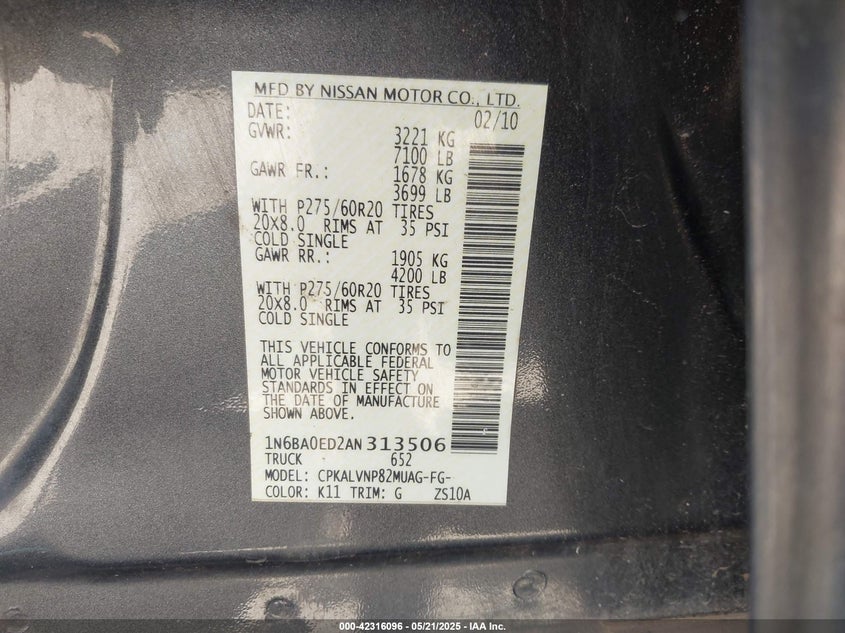 MFD BY NISSAN MOTOR CO., LTD.
DATE: 02/10
GVWR: 3221 KG
7100 LB
GAWR FR.: 1678 KG
3699 LB
WITH P275/60R20 TIRES
20X8.0 RIMS AT 35 PSI
COLD SINGLE
GAWR RR.: 1905 KG
4200 LB
WITH P275/60R20 TIRES
20X8.0 RIMS AT 35 PSI
COLD SINGLE
THIS VEHICLE CONFORMS TO
ALL APPLICABLE FEDERAL
MOTOR VEHICLE SAFETY
STANDARDS IN EFFECT ON
THE DATE OF MANUFACTURE
SHOWN ABOVE.
1N6BA0ED2AN 313506
TRUCK 652
MODEL: CPKALVNP82MUAG-FG-
COLOR: K11 TRIM: G ZS10A
000-42316096 - 05/21/2025 - IAA Inc.